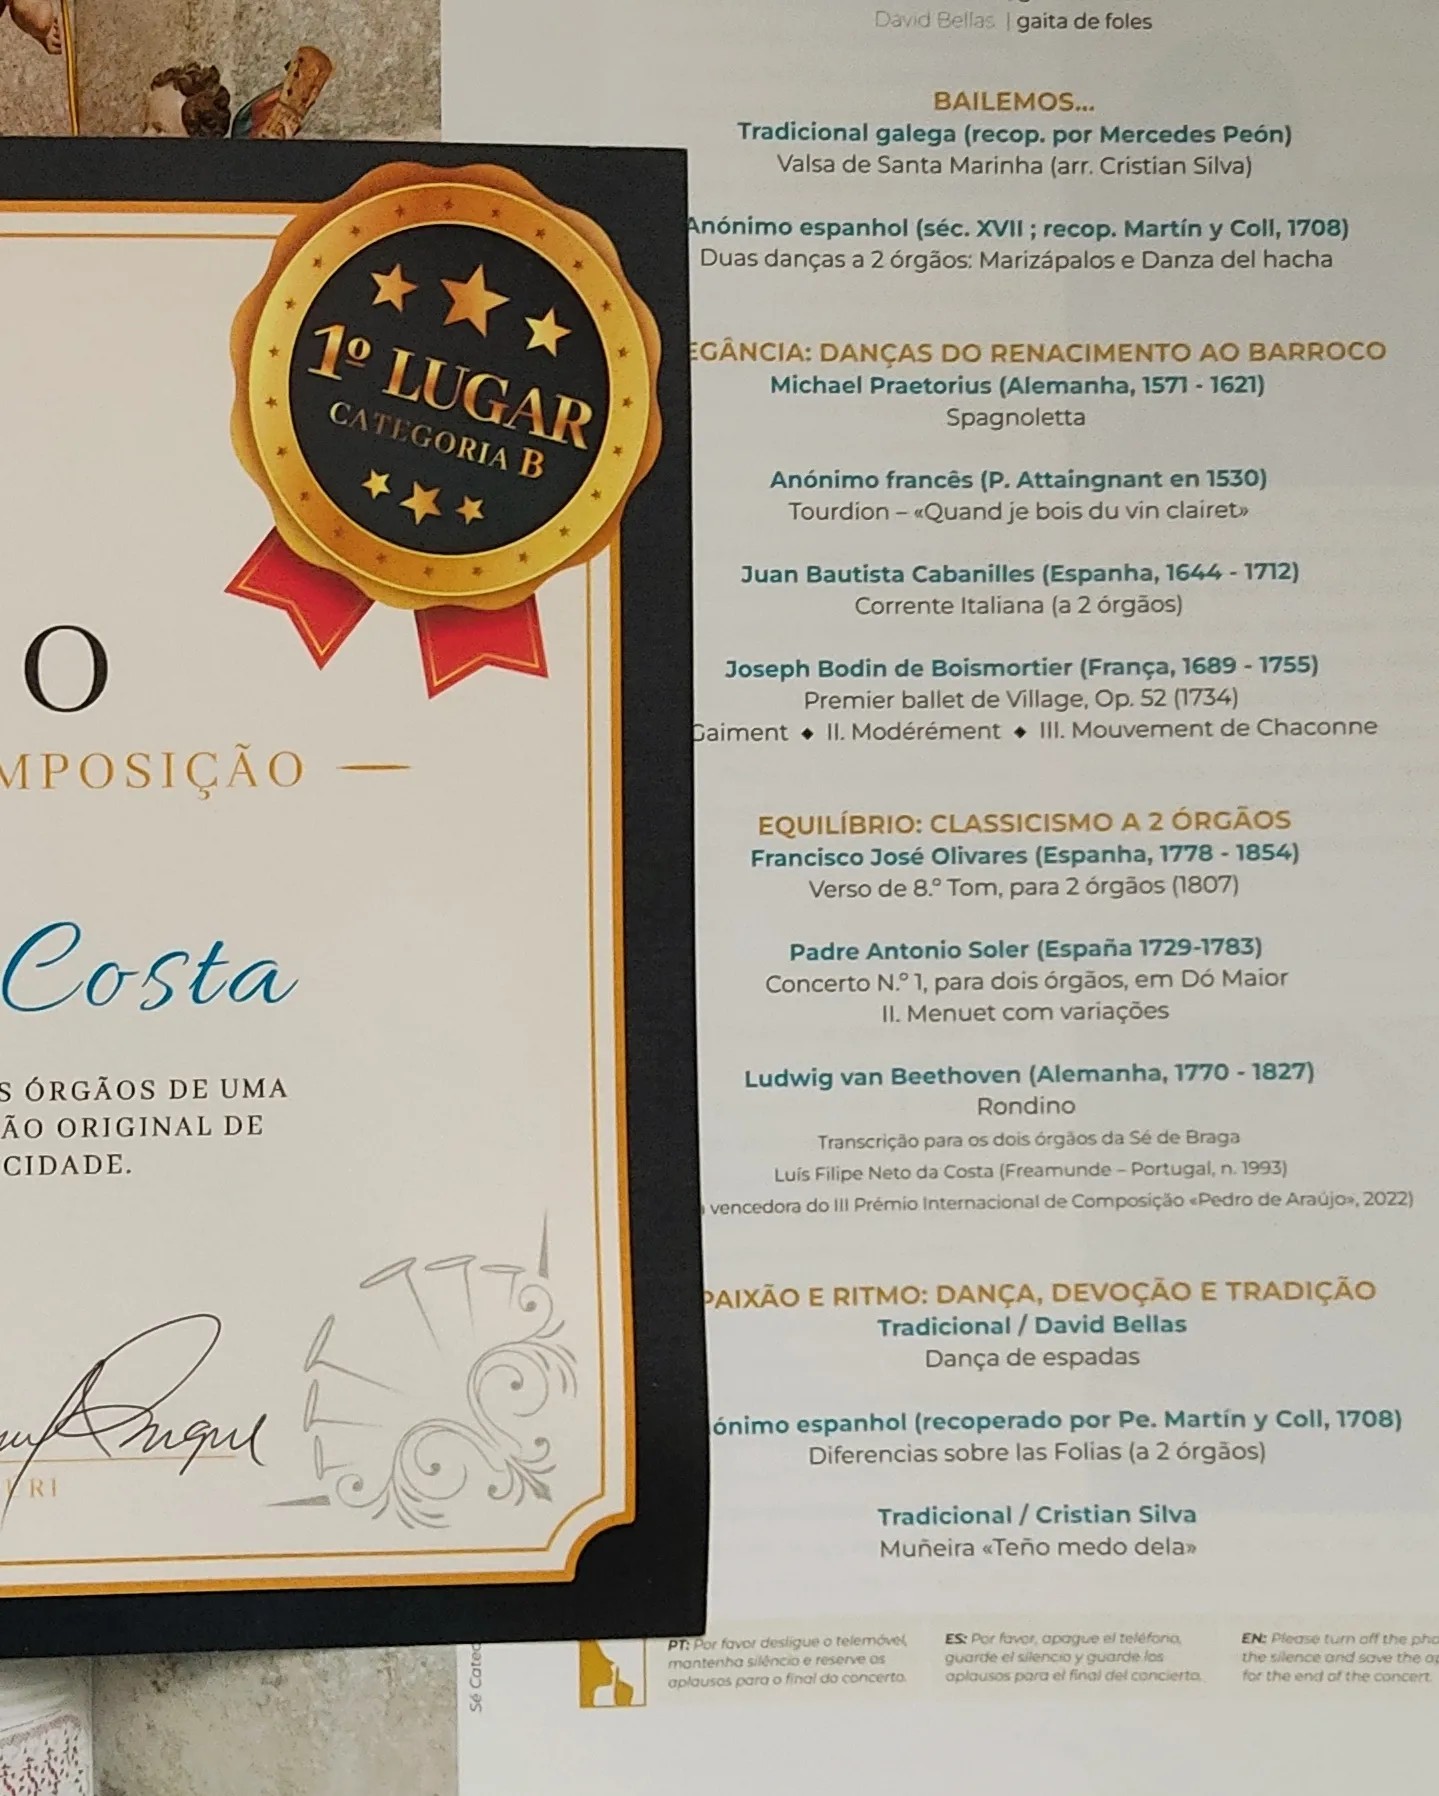 1º LUGAR
CATEGORIA B
O
MPOSIÇÃO
Costa
S ÓRGÃOS DE UMA
ÃO ORIGINAL DE
CIDADE.
David Bellas | gaita de foles
BAILEMOS...
Tradicional galega (recop. por Mercedes Peón)
Valsa de Santa Marinha (arr. Cristian Silva)
Anónimo espanhol (séc. XVII ; recop. Martín y Coll, 1708)
Duas danças a 2 órgãos: Marizápalos e Danza del hacha
EGÂNCIA: DANÇAS DO RENACIMENTO AO BARROCO
Michael Praetorius (Alemanha, 1571 - 1621)
Spagnoletta
Anónimo francês (P. Attaingnant en 1530)
Tourdion – «Quand je bois du vin clairet»
Juan Bautista Cabanilles (Espanha, 1644 - 1712)
Corrente Italiana (a 2 órgãos)
Joseph Bodin de Boismortier (França, 1689 - 1755)
Premier ballet de Village, Op. 52 (1734)
Gaiment ◆ II. Modérément ◆ III. Mouvement de Chaconne
EQUILÍBRIO: CLASSICISMO A 2 ÓRGÃOS
Francisco José Olivares (Espanha, 1778 - 1854)
Verso de 8.º Tom, para 2 órgãos (1807)
Padre Antonio Soler (España 1729-1783)
Concerto N.º 1, para dois órgãos, em Dó Maior
II. Menuet com variações
Ludwig van Beethoven (Alemanha, 1770 - 1827)
Rondino
Transcrição para os dois órgãos da Sé de Braga
Luís Filipe Neto da Costa (Freamunde – Portugal, n. 1993)
vencedora do III Prémio Internacional de Composição «Pedro de Araújo», 2022)
PAIXÃO E RITMO: DANÇA, DEVOÇÃO E TRADIÇÃO
Tradicional / David Bellas
Dança de espadas
ónimo espanhol (recoperado por Pe. Martín y Coll, 1708)
Diferencias sobre las Folias (a 2 órgãos)
Tradicional / Cristian Silva
Muñeira «Teño medo dela»
Sé Cated
PT: Por favor desligue o telemóvel,
mantenha silêncio e reserve os
aplausos para o final do concerto.
ES: Por favor, apague el teléfono,
guarde el silencio y guarde los
aplausos para el final del concierto.
EN: Please turn off the pho
the silence and save the ap
for the end of the concert.